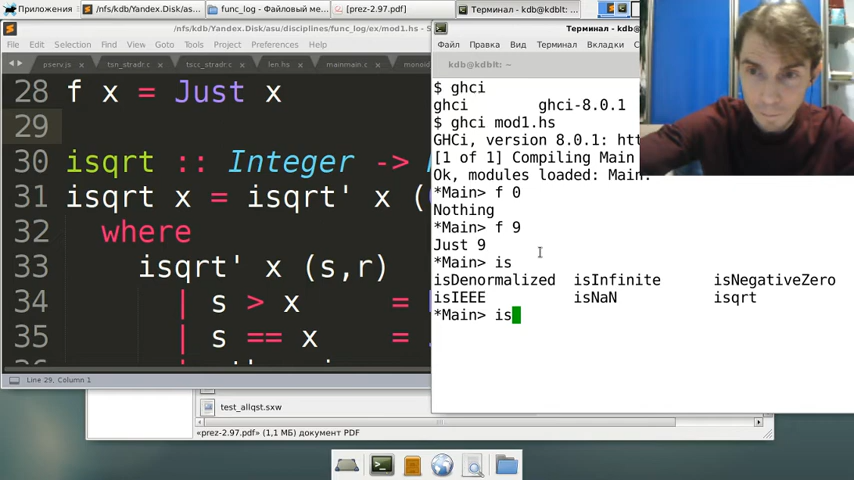 Приложения
/nfs/kdb/Yandex.Disk/as...
func_log - Файловый ме...
[prez-2.97.pdf]
Терминал - kdb@kdblt: ...
/nfs/kdb/Yandex.Disk/asu/disciplines/func_log/ex/mod1.hs - S
File Edit Selection Find View Goto Tools Project Preferences
pserv.js tsn_stradr.c tscc_stradr.c len.hs mainmain.c monoid
28 f x = Just x
29
30 isqrt :: Integer ->
31 isqrt x = isqrt' x (
32 where
33 isqrt' x (s,r)
34 | s > x =
35 | s == x =
Line 29, Column 1
Терминал - kdb@
Файл Правка Вид Терминал Вкладки
kdb@kdblt: ~
$ ghci
ghci ghci-8.0.1
$ ghci mod1.hs
GHCi, version 8.0.1: htt
[1 of 1] Compiling Main
Ok, modules loaded: Main.
*Main> f 0
Nothing
*Main> f 9
Just 9
*Main> is
isDenormalized isInfinite isNegativeZero
isIEEE isNaN isqrt
*Main> is
test_allqst.sxw
«prez-2.97.pdf» (1,1 МБ) документ PDF